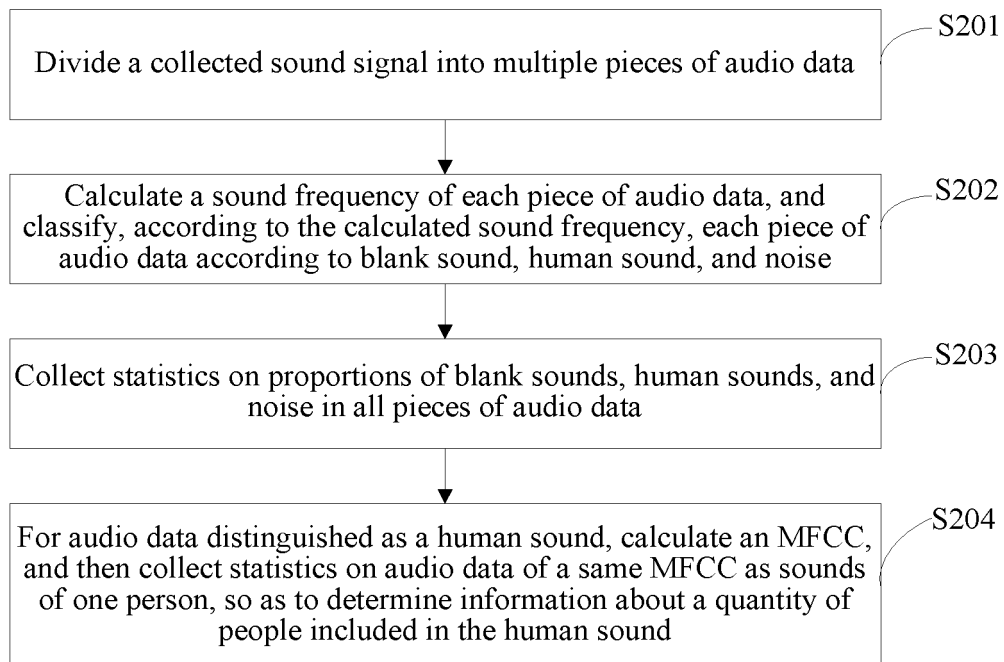 S201
Divide a collected sound signal into multiple pieces of audio data
S202
Calculate a sound frequency of each piece of audio data, and
classify, according to the calculated sound frequency, each piece of
audio data according to blank sound, human sound, and noise
S203
Collect statistics on proportions of blank sounds, human sounds, and
noise in all pieces of audio data
S204
For audio data distinguished as a human sound, calculate an MFCC,
and then collect statistics on audio data of a same MFCC as sounds
of one person, so as to determine information about a quantity of
people included in the human sound